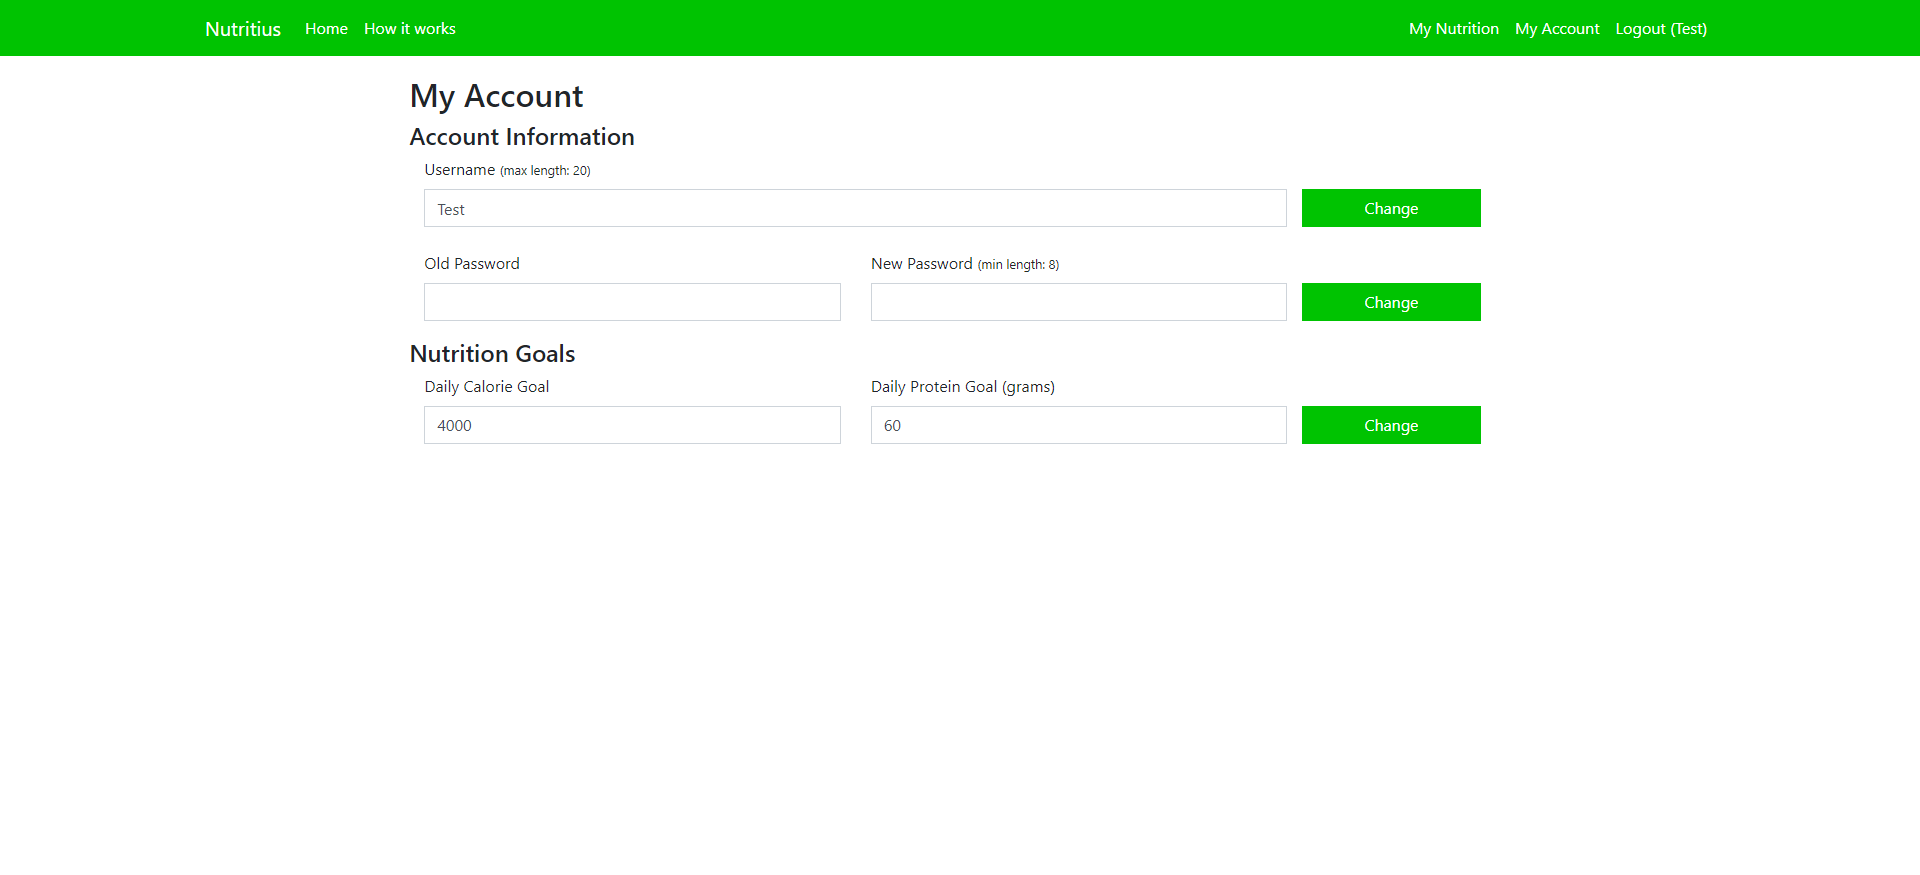 Nutritius Home How it works My Nutrition My Account Logout (Test)
My Account
Account Information
Username (max length: 20)
Test Change
Old Password New Password (min length: 8)
Change
Nutrition Goals
Daily Calorie Goal Daily Protein Goal (grams)
4000 60 Change